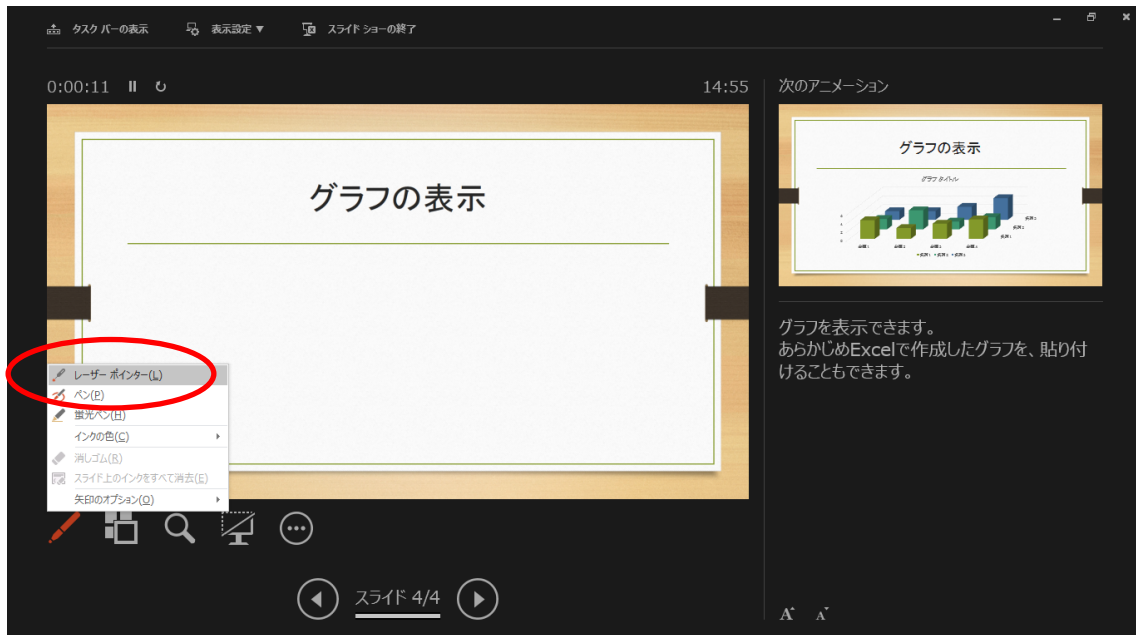 タスク バーの表示 表示設定 ▼ スライド ショーの終了
0:00:11 14:55
グラフの表示
レーザー ポインター(L)
ペン(P)
蛍光ペン(H)
インクの色(C)
消しゴム(R)
スライド上のインクをすべて消去(E)
矢印のオプション(O)
スライド 4/4
次のアニメーション
グラフの表示
グラフ タイトル
グラフを表示できます。
あらかじめExcelで作成したグラフを、貼り付
けることもできます。
A A